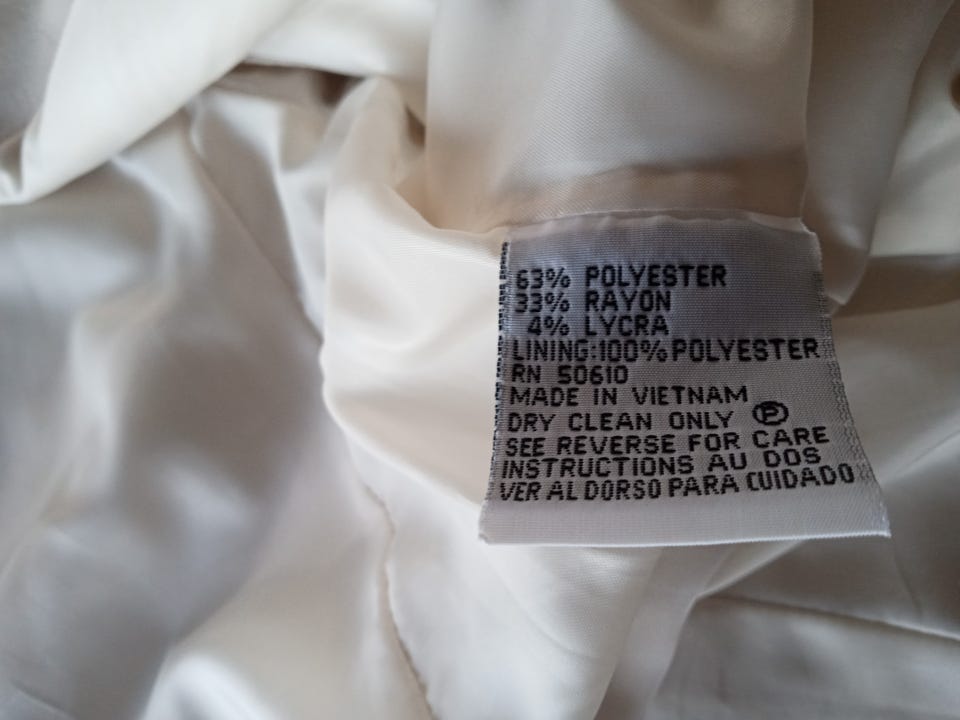 63% POLYESTER
33% RAYON
4% LYCRA
LINING:100% POLYESTER
RN 50610
MADE IN VIETNAM
DRY CLEAN ONLY Ⓟ
SEE REVERSE FOR CARE
INSTRUCTIONS AU DOS
VER AL DORSO PARA CUIDADO